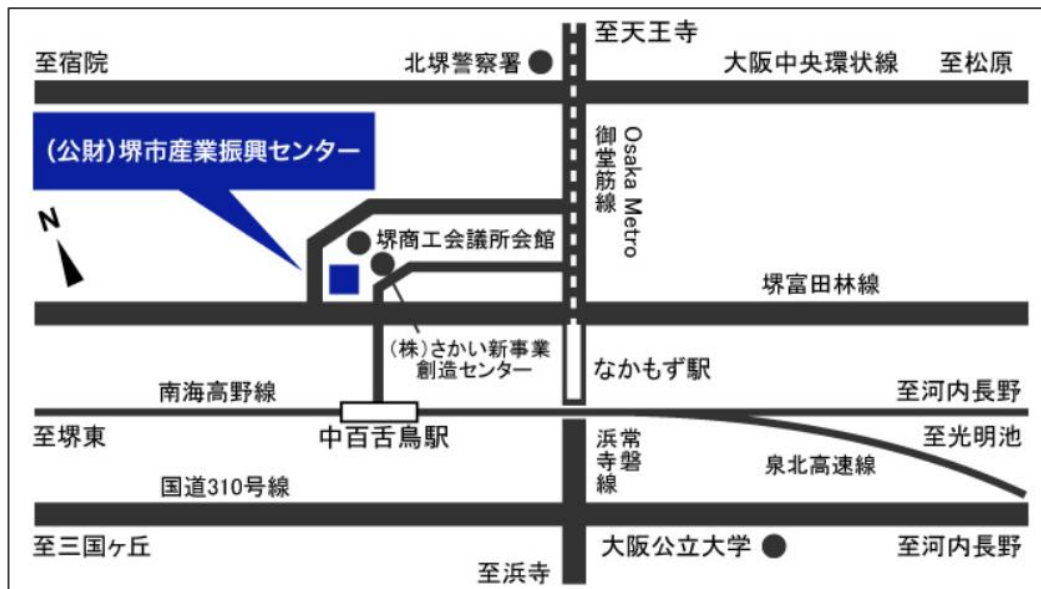 至天王寺
至宿院
北堺警察署
大阪中央環状線
至松原
(公財)堺市産業振興センター
Osaka Metro
御堂筋線
N
堺商工会議所会館
堺富田林線
(株)さかい新事業
創造センター
なかもず駅
南海高野線
至河内長野
至堺東
中百舌鳥駅
常磐
浜寺線
至光明池
泉北高速線
国道310号線
至三国ヶ丘
大阪公立大学
至河内長野
至浜寺